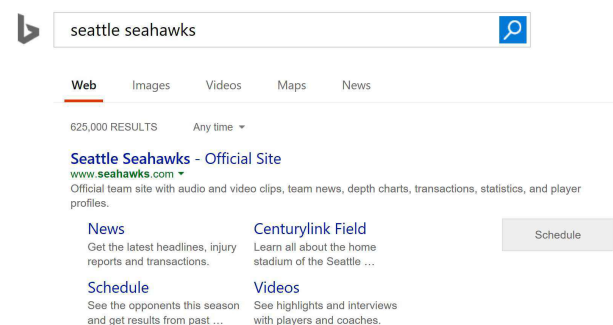 seattle seahawks
Web Images Videos Maps News
625,000 RESULTS Any time
Seattle Seahawks - Official Site
www.seahawks.com
Official team site with audio and video clips, team news, depth charts, transactions, statistics, and player
profiles.
News
Get the latest headlines, injury
reports and transactions.
Centurylink Field
Learn all about the home
stadium of the Seattle ...
Schedule
Schedule
See the opponents this season
and get results from past ...
Videos
See highlights and interviews
with players and coaches.